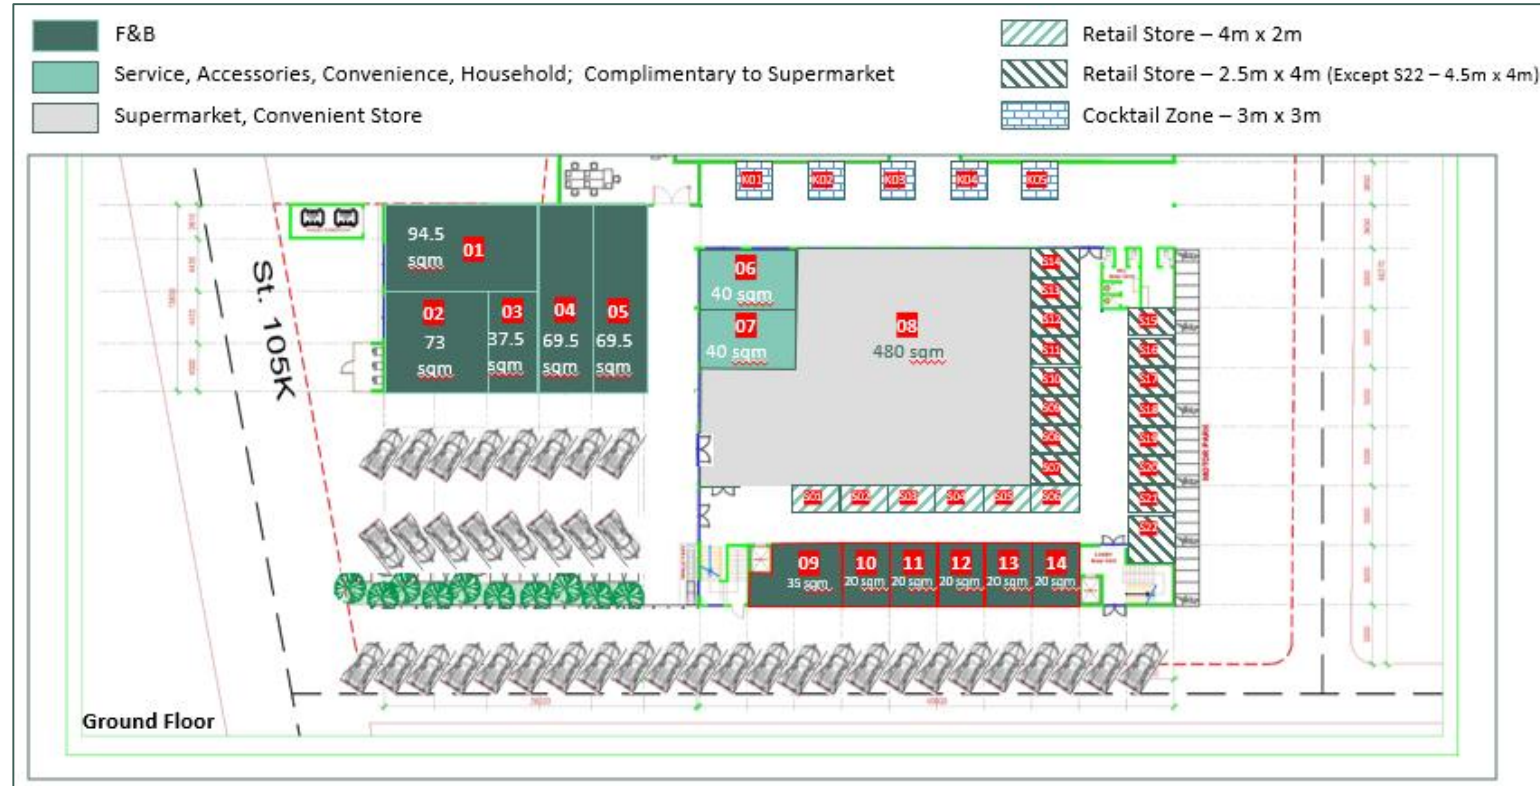 F&B
Service, Accessories, Convenience, Household; Complimentary to Supermarket
Supermarket, Convenient Store
Retail Store – 4m x 2m
Retail Store – 2.5m x 4m (Except S22 – 4.5m x 4m)
Cocktail Zone – 3m x 3m
K01 K02 K03 K04 K05
St. 105K
94.5
sqm
01
02
73
sqm
03
37.5
sqm
04
69.5
sqm
05
69.5
sqm
06
40 sqm
07
40 sqm
08
480 sqm
S14
S13
S12
S11
S10
S09
S08
S07
S15
S16
S17
S18
S19
S20
S21
S22
MOTOR PARK
S01 S02 S03 S04 S05 S06
09
35 sqm
10
20 sqm
11
20 sqm
12
20 sqm
13
20 sqm
14
20 sqm
Ground Floor